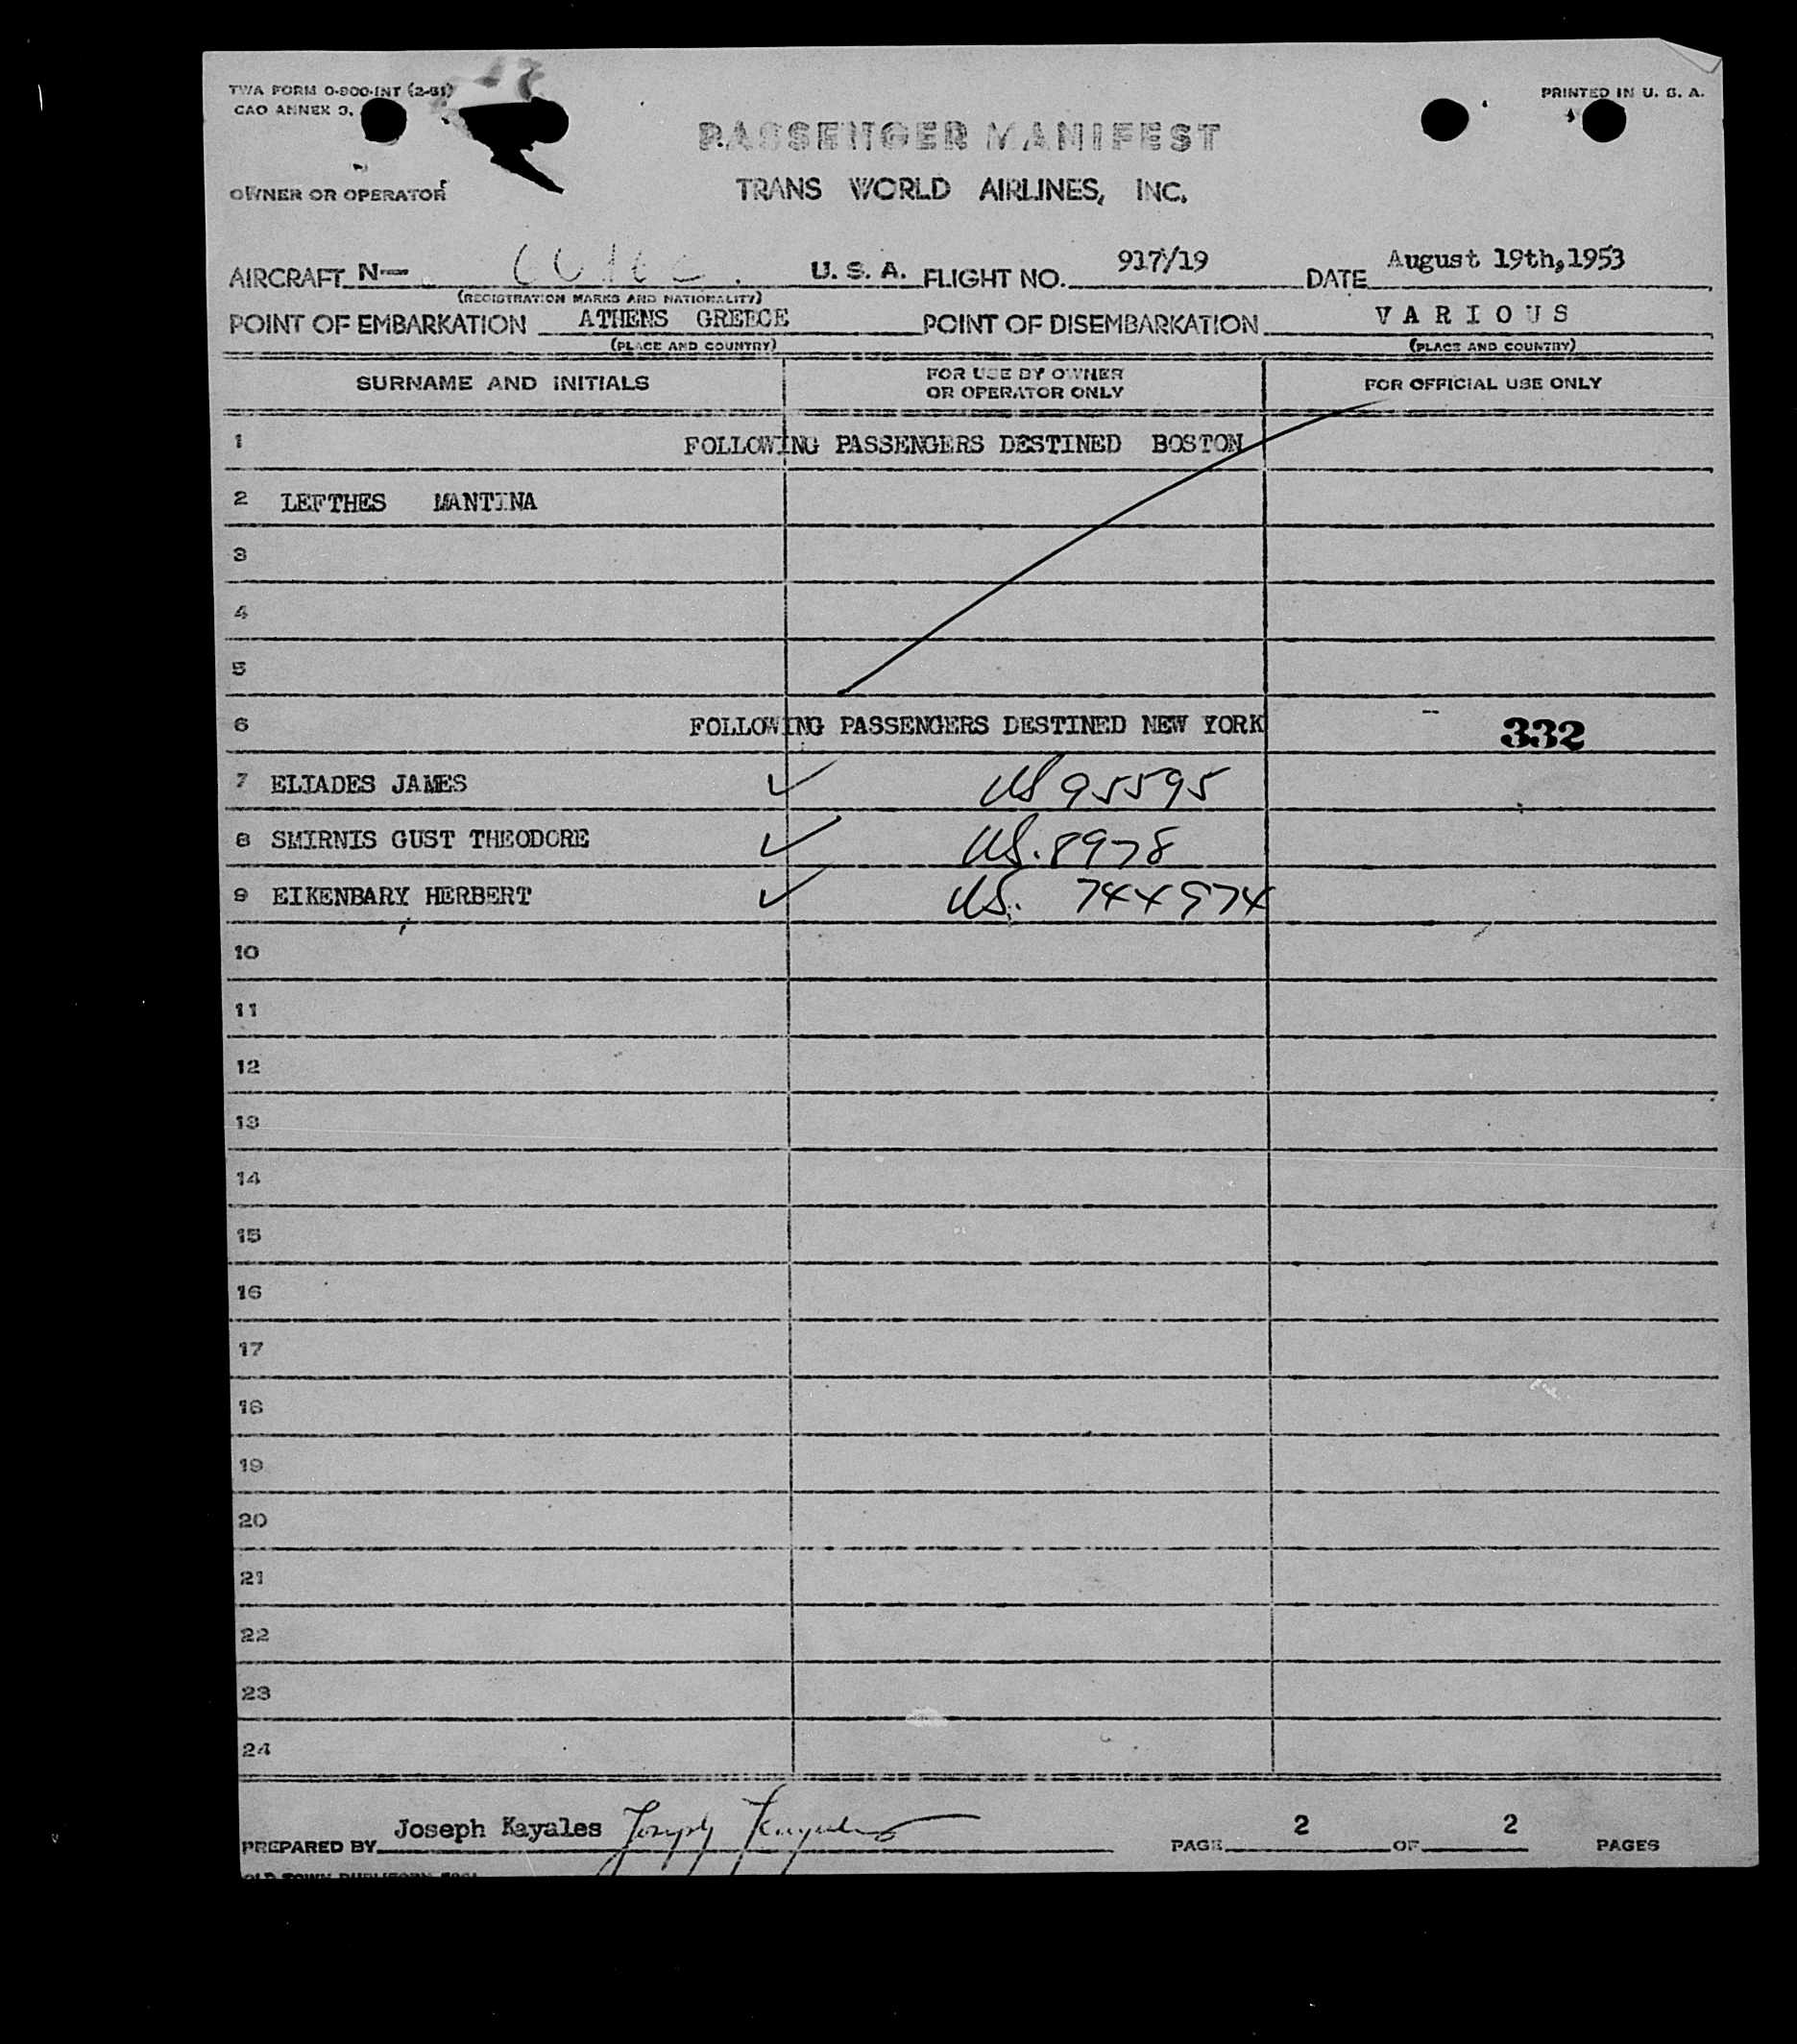 TWA FORM 0-900-INT (2-51)
CAO ANNEX 9,
PRINTED IN U. S. A.
PASSENGER MANIFEST
OWNER OR OPERATOR
TRANS WORLD AIRLINES, INC.
AIRCRAFT N— U. S. A. FLIGHT NO. 917/19 DATE August 19th,1953
(REGISTRATION MARKS AND NATIONALITY)
POINT OF EMBARKATION ATHENS GREECE POINT OF DISEMBARKATION VARIOUS
(PLACE AND COUNTRY) (PLACE AND COUNTRY)
SURNAME AND INITIALS FOR USE BY OWNER OR OPERATOR ONLY FOR OFFICIAL USE ONLY
1 FOLLOWING PASSENGERS DESTINED BOSTON
2 LEFTHES MANTINA
3
4
5
6 FOLLOWING PASSENGERS DESTINED NEW YORK 332
7 ELIADES JAMES ✓ US 95595
8 SMIRNIS GUST THEODORE ✓ US. 8978
9 EIKENBARY HERBERT ✓ US. 744974
10
11
12
13
14
15
16
17
18
19
20
21
22
23
24
PREPARED BY Joseph Kayales Joseph Kayales PAGE 2 OF 2 PAGES